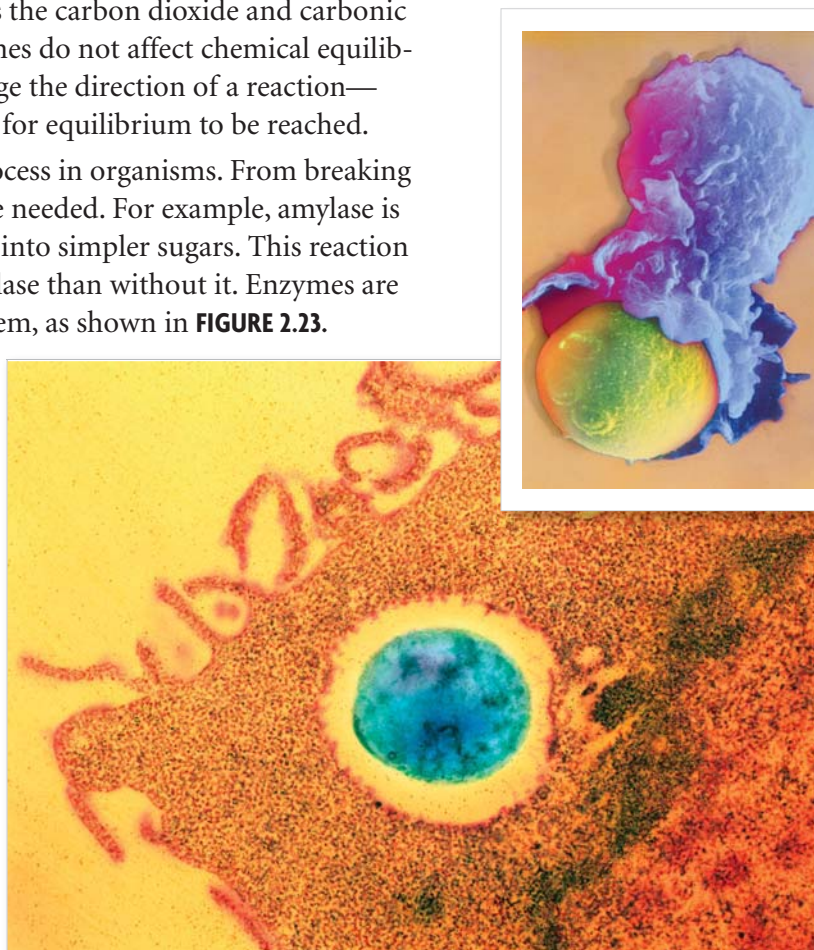 s the carbon dioxide and carbonic
nes do not affect chemical equilib-
ge the direction of a reaction—
for equilibrium to be reached.
ocess in organisms. From breaking
e needed. For example, amylase is
into simpler sugars. This reaction
lase than without it. Enzymes are
em, as shown in FIGURE 2.23.